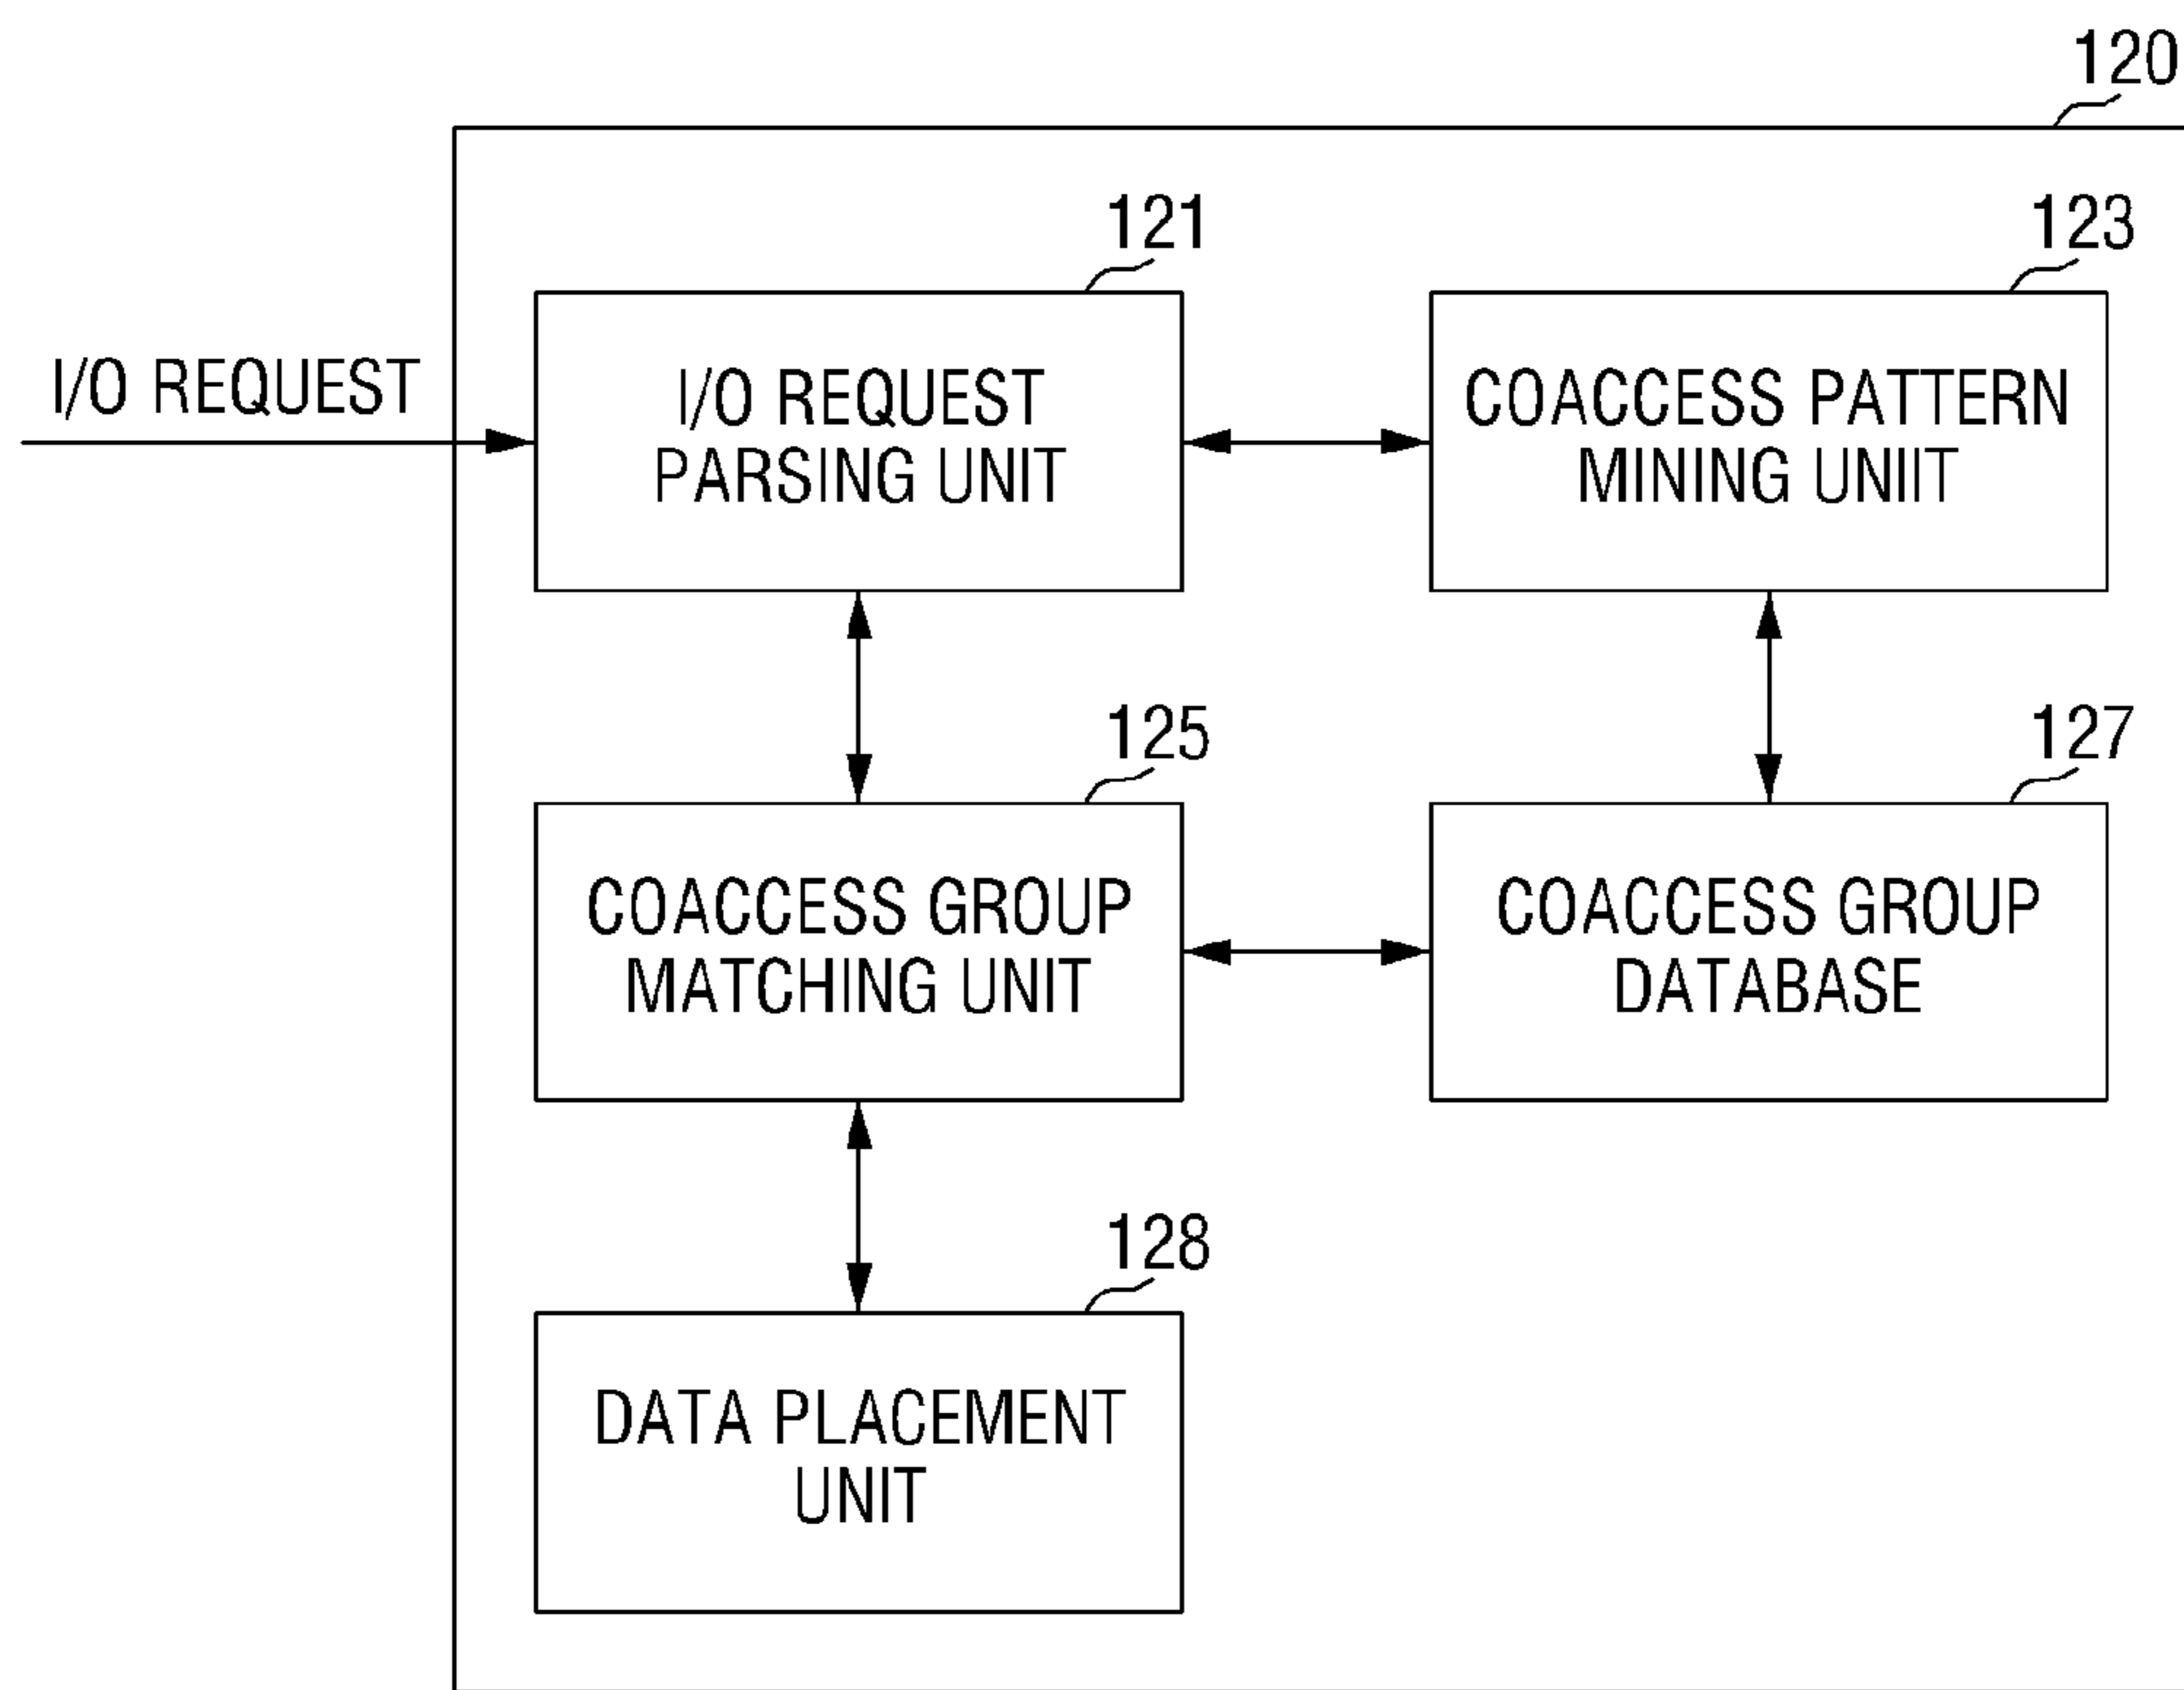 120
121
123
I/O REQUEST
I/O REQUEST
PARSING UNIT
COACCESS PATTERN
MINING UNIIT
125
127
COACCESS GROUP
MATCHING UNIT
COACCESS GROUP
DATABASE
128
DATA PLACEMENT
UNIT